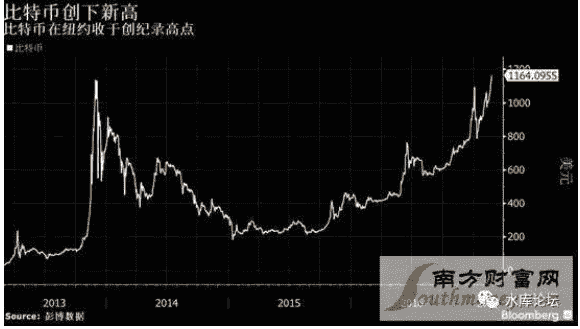 比特币创下新高
比特币在纽约收于创纪录高点
比特币
1200
1164.0955
1000
800
600
400
200
0
美元
2013
2014
2015
南方财富网
水库论坛
Source: 彭博数据
Bloomberg